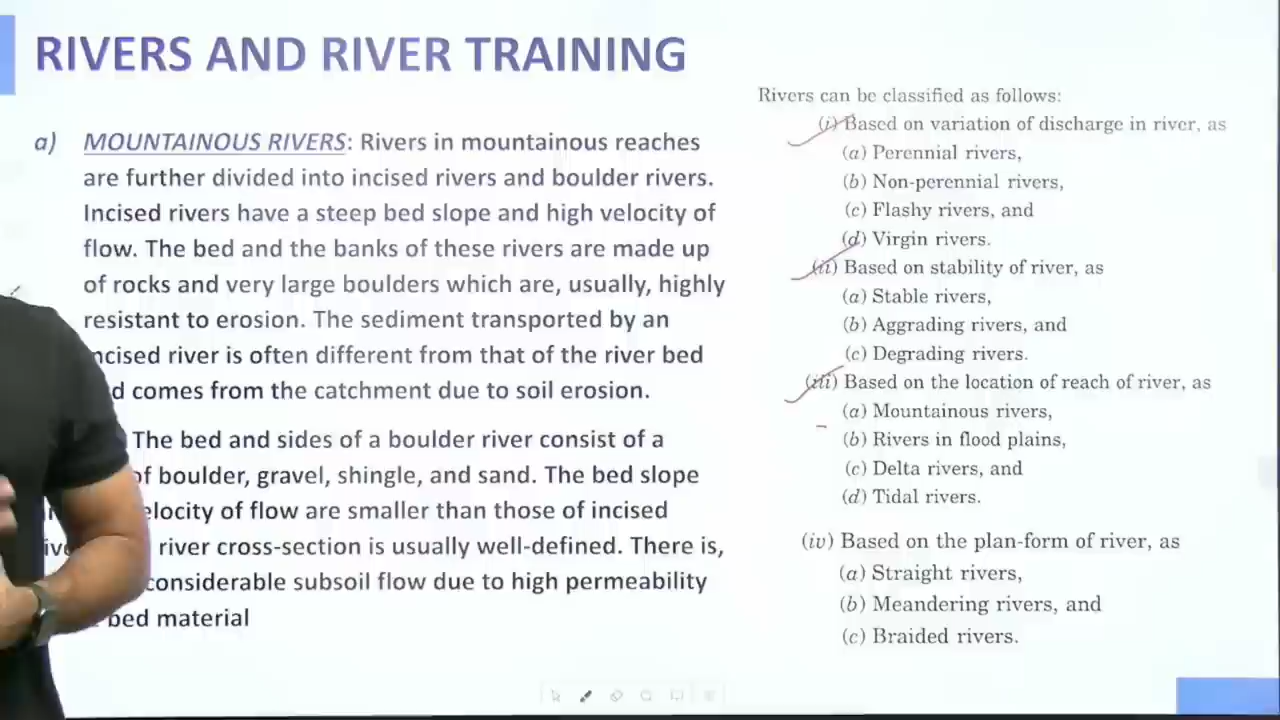 RIVERS AND RIVER TRAINING
a) MOUNTAINOUS RIVERS: Rivers in mountainous reaches
are further divided into incised rivers and boulder rivers.
Incised rivers have a steep bed slope and high velocity of
flow. The bed and the banks of these rivers are made up
of rocks and very large boulders which are, usually, highly
resistant to erosion. The sediment transported by an
ncised river is often different from that of the river bed
d comes from the catchment due to soil erosion.
The bed and sides of a boulder river consist of a
of boulder, gravel, shingle, and sand. The bed slope
elocity of flow are smaller than those of incised
river cross-section is usually well-defined. There is,
considerable subsoil flow due to high permeability
bed material
Rivers can be classified as follows:
(i) Based on variation of discharge in river, as
(a) Perennial rivers,
(b) Non-perennial rivers,
(c) Flashy rivers, and
(d) Virgin rivers.
(ii) Based on stability of river, as
(a) Stable rivers,
(b) Aggrading rivers, and
(c) Degrading rivers.
(iii) Based on the location of reach of river, as
(a) Mountainous rivers,
(b) Rivers in flood plains,
(c) Delta rivers, and
(d) Tidal rivers.
(iv) Based on the plan-form of river, as
(a) Straight rivers,
(b) Meandering rivers, and
(c) Braided rivers.